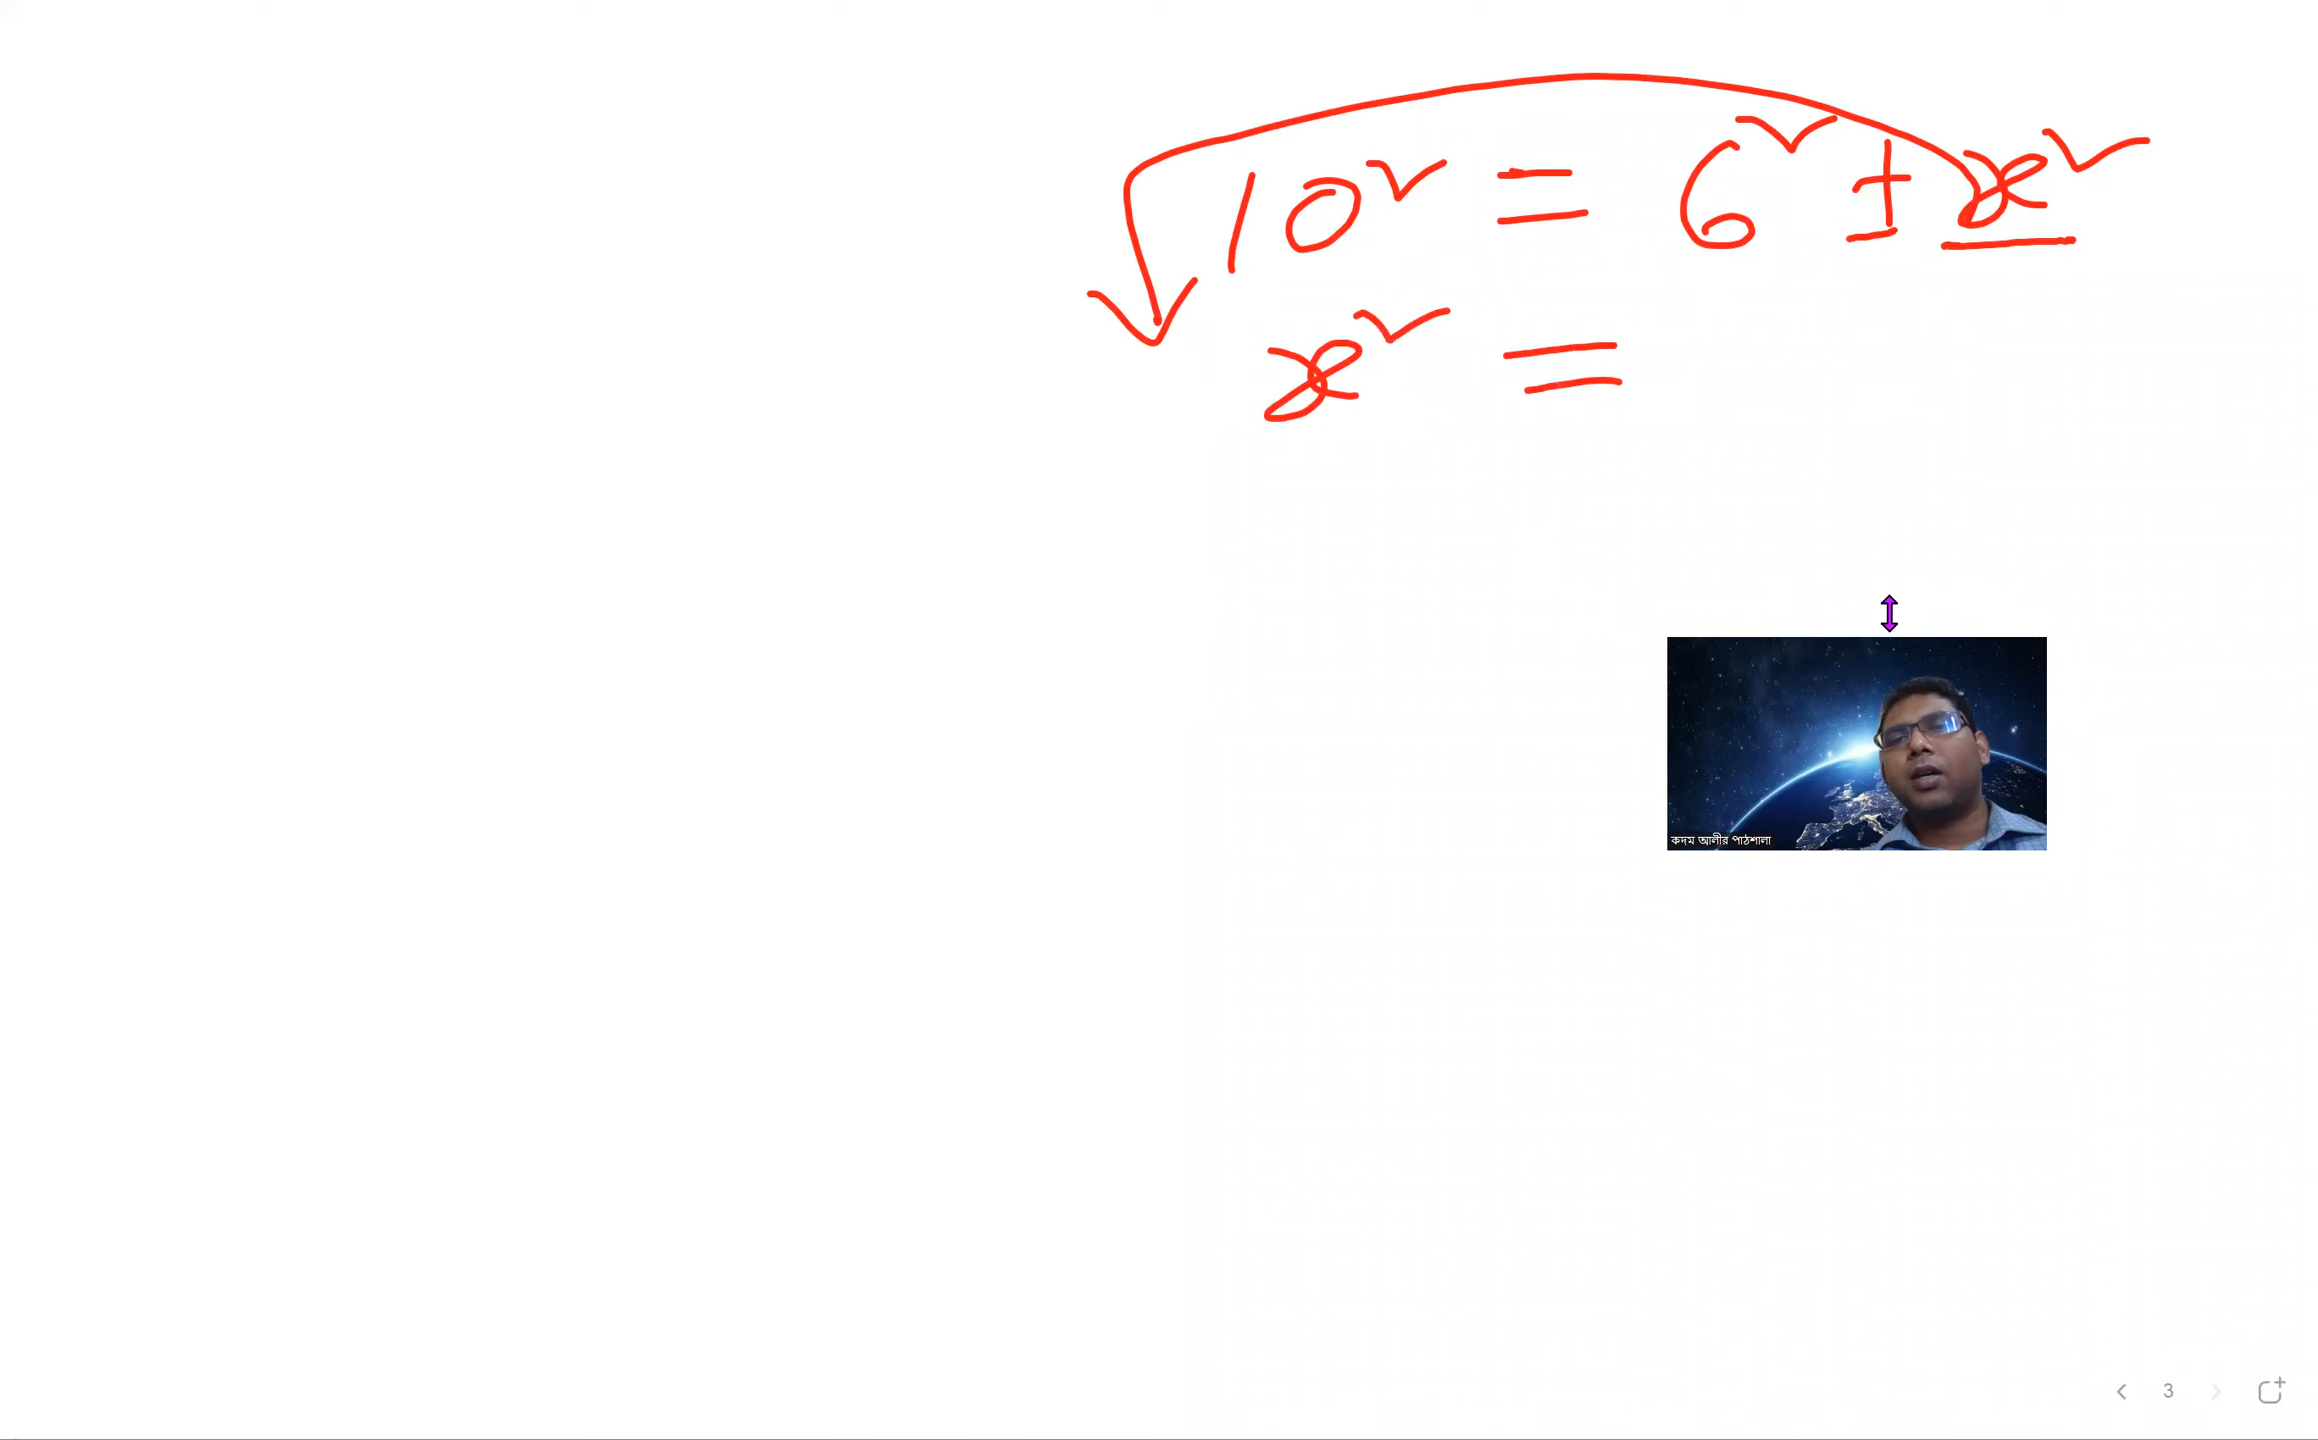 10² = 6² + x²
x² =
কদম আলীর পাঠশালা
3